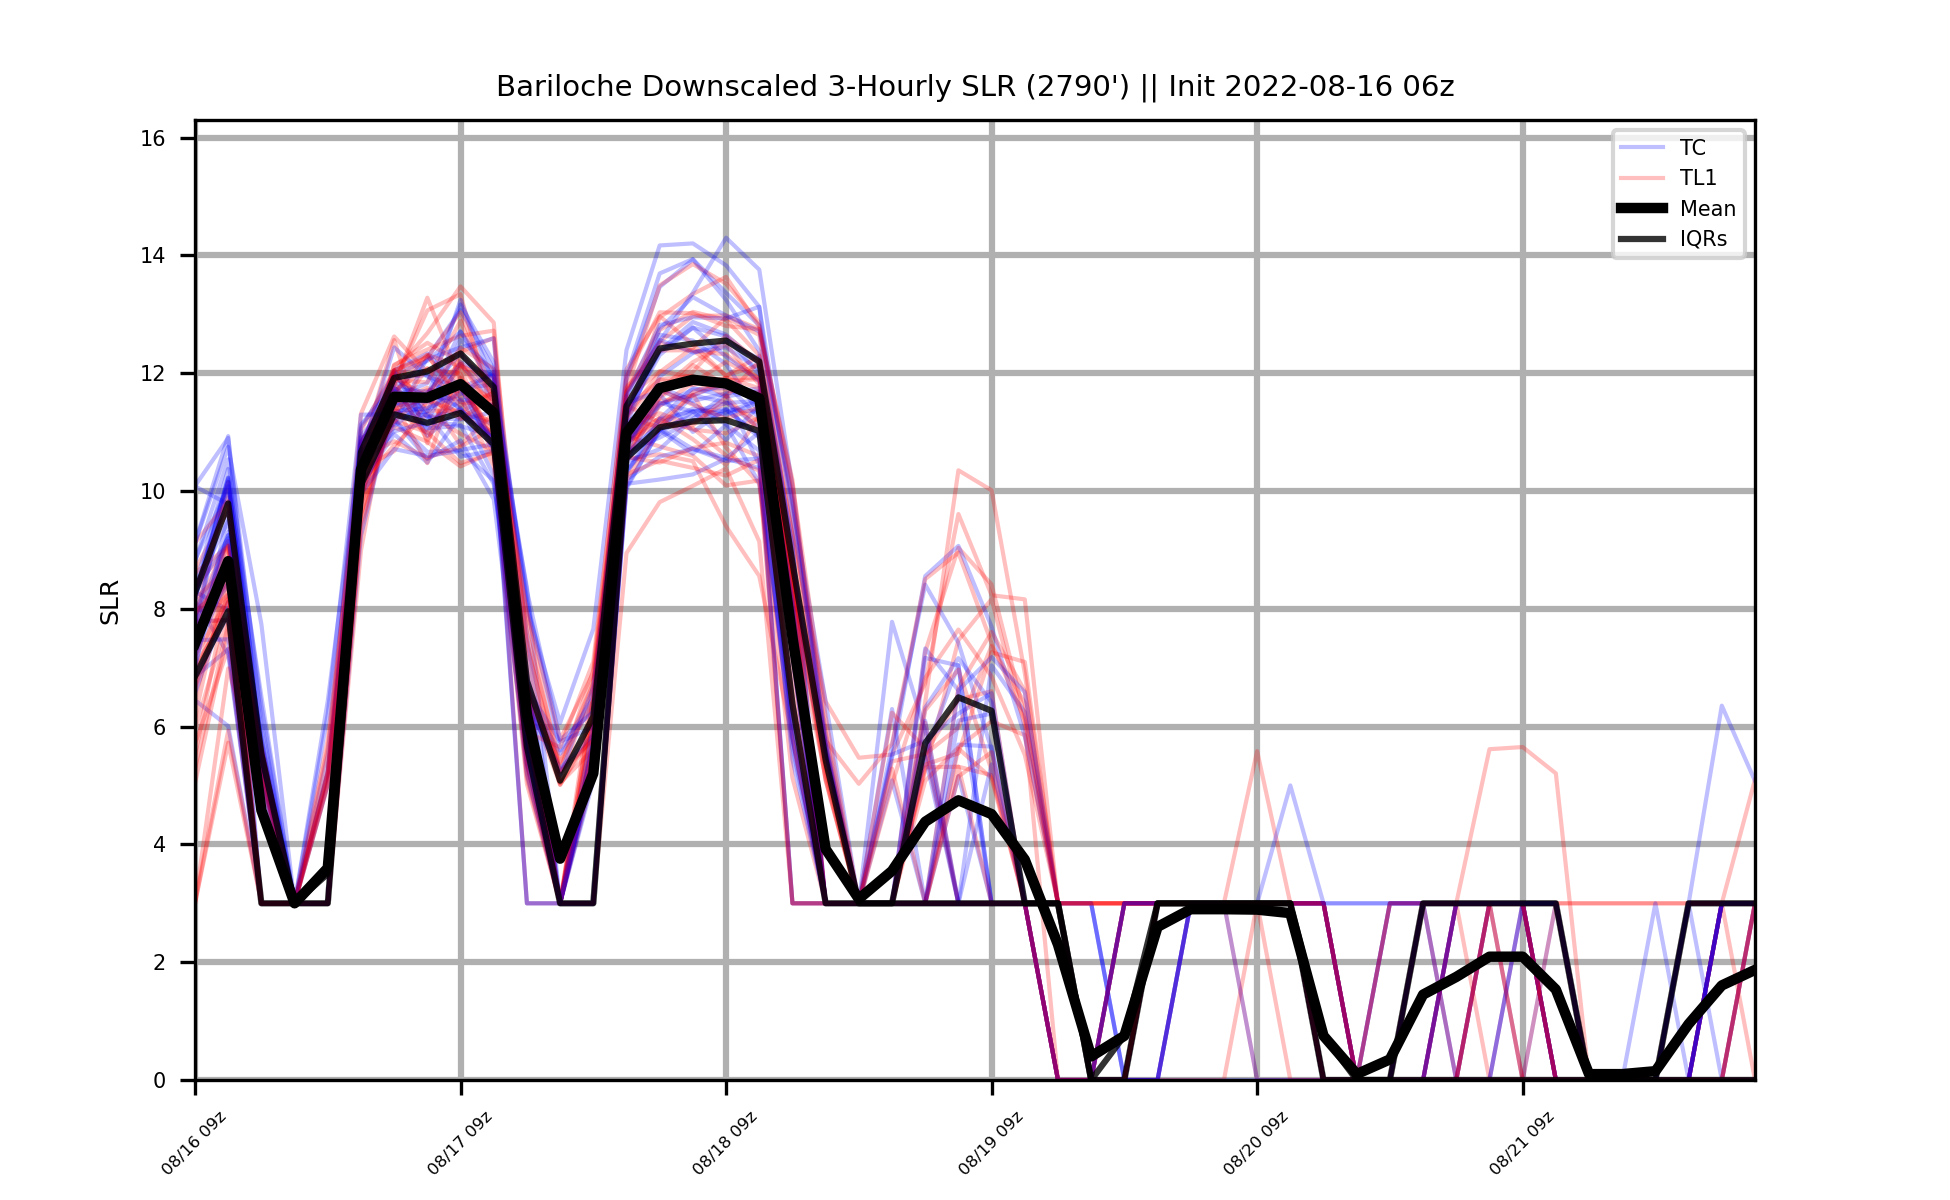 Bariloche Downscaled 3-Hourly SLR (2790') || Init 2022-08-16 06z
16
14
12
10
8
6
4
2
0
SLR
TC
TL1
Mean
IQRs
08/16 09z
08/17 09z
08/18 09z
08/19 09z
08/20 09z
08/21 09z